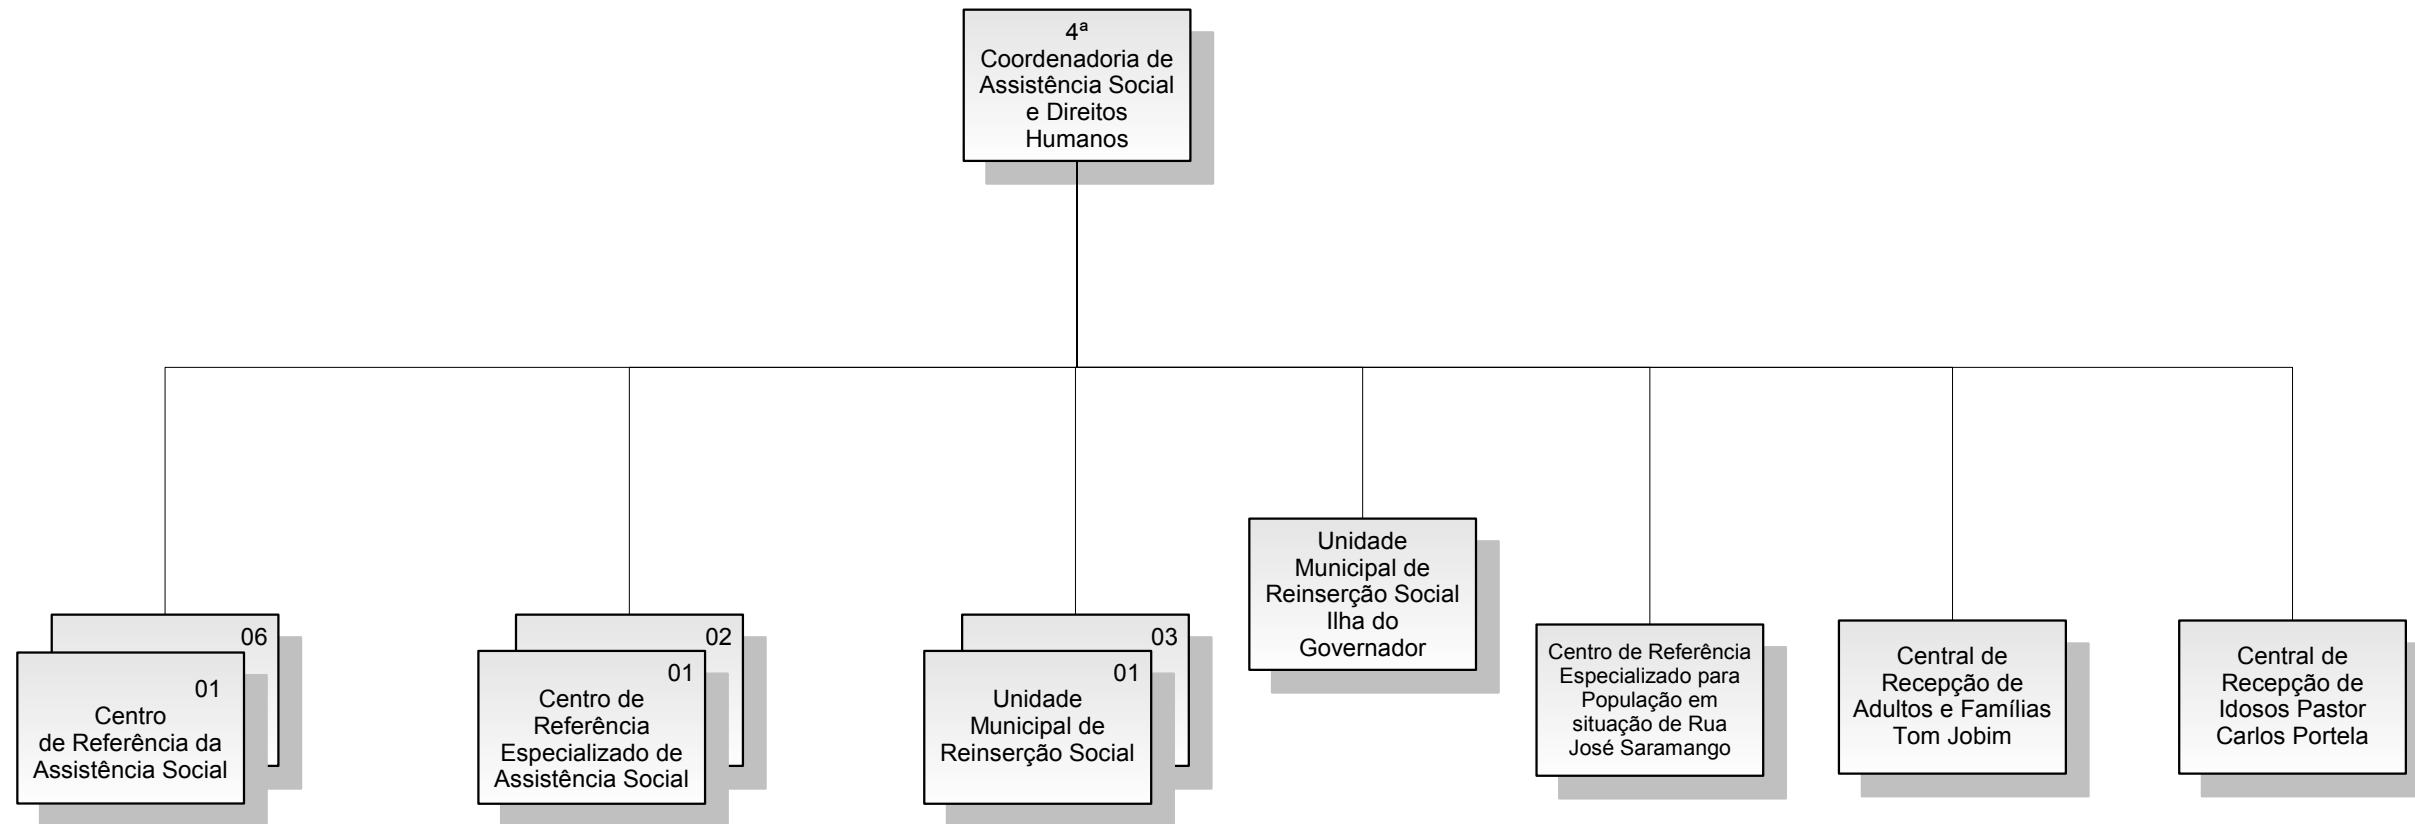 4ª
Coordenadoria de
Assistência Social
e Direitos
Humanos
06
01
Centro
de Referência da
Assistência Social
02
01
Centro de
Referência
Especializado de
Assistência Social
03
01
Unidade
Municipal de
Reinserção Social
Unidade
Municipal de
Reinserção Social
Ilha do
Governador
Centro de Referência
Especializado para
População em
situação de Rua
José Saramango
Central de
Recepção de
Adultos e Famílias
Tom Jobim
Central de
Recepção de
Idosos Pastor
Carlos Portela